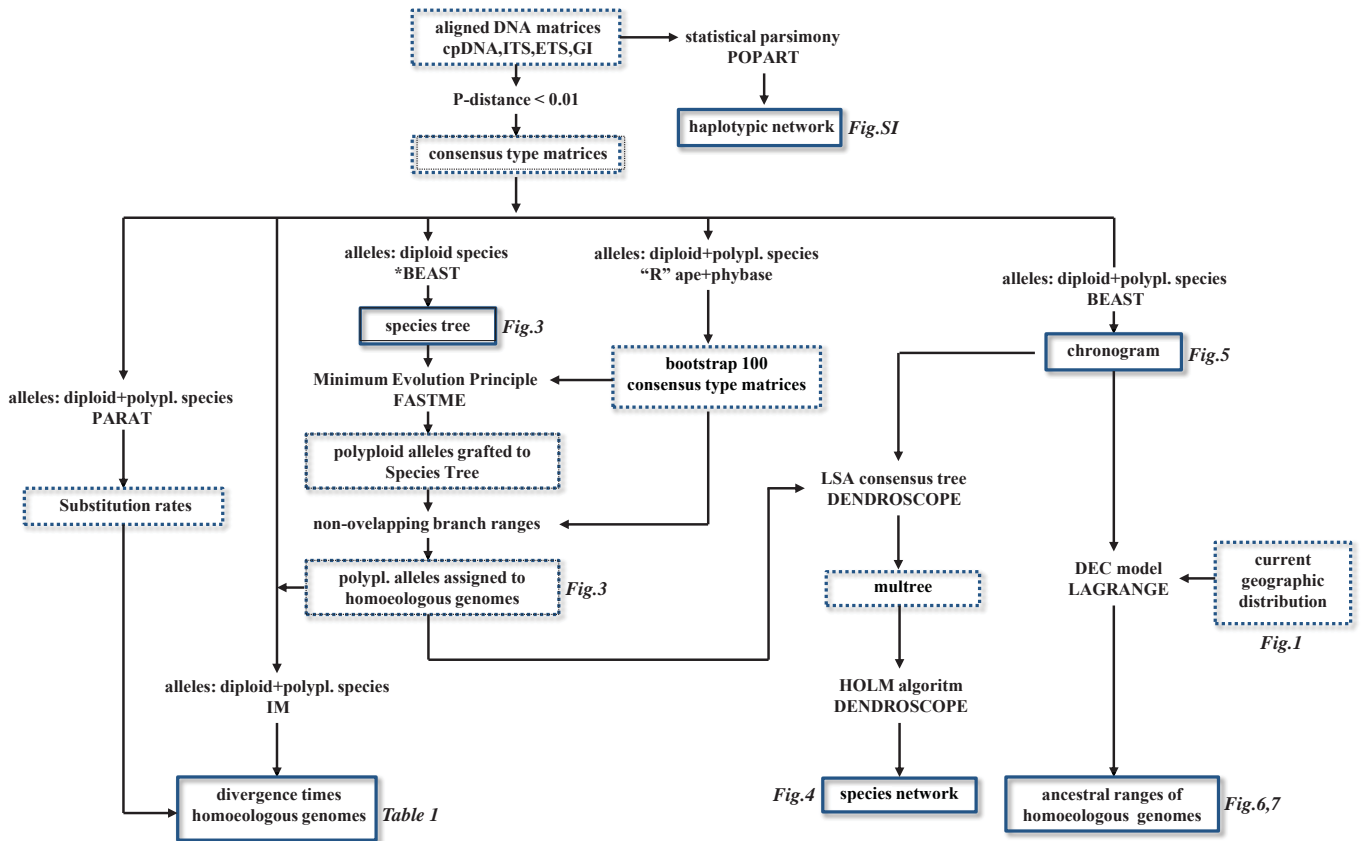 aligned DNA matrices
cpDNA,ITS,ETS,GI
statistical parsimony
POPART
P-distance < 0.01
haplotypic network
Fig.SI
consensus type matrices
alleles: diploid species
*BEAST
alleles: diploid+polypl. species
“R” ape+phybase
alleles: diploid+polypl. species
BEAST
species tree
Fig.3
chronogram
Fig.5
bootstrap 100
consensus type matrices
Minimum Evolution Principle
FASTME
alleles: diploid+polypl. species
PARAT
polyploid alleles grafted to
Species Tree
LSA consensus tree
DENDROSCOPE
Substitution rates
non-ovelapping branch ranges
polypl. alleles assigned to
homoeologous genomes
Fig.3
multree
DEC model
LAGRANGE
current
geographic
distribution
Fig.1
alleles: diploid+polypl. species
IM
HOLM algoritm
DENDROSCOPE
divergence times
homoeologous genomes
Table 1
Fig.4
species network
ancestral ranges of
homoeologous genomes
Fig.6,7